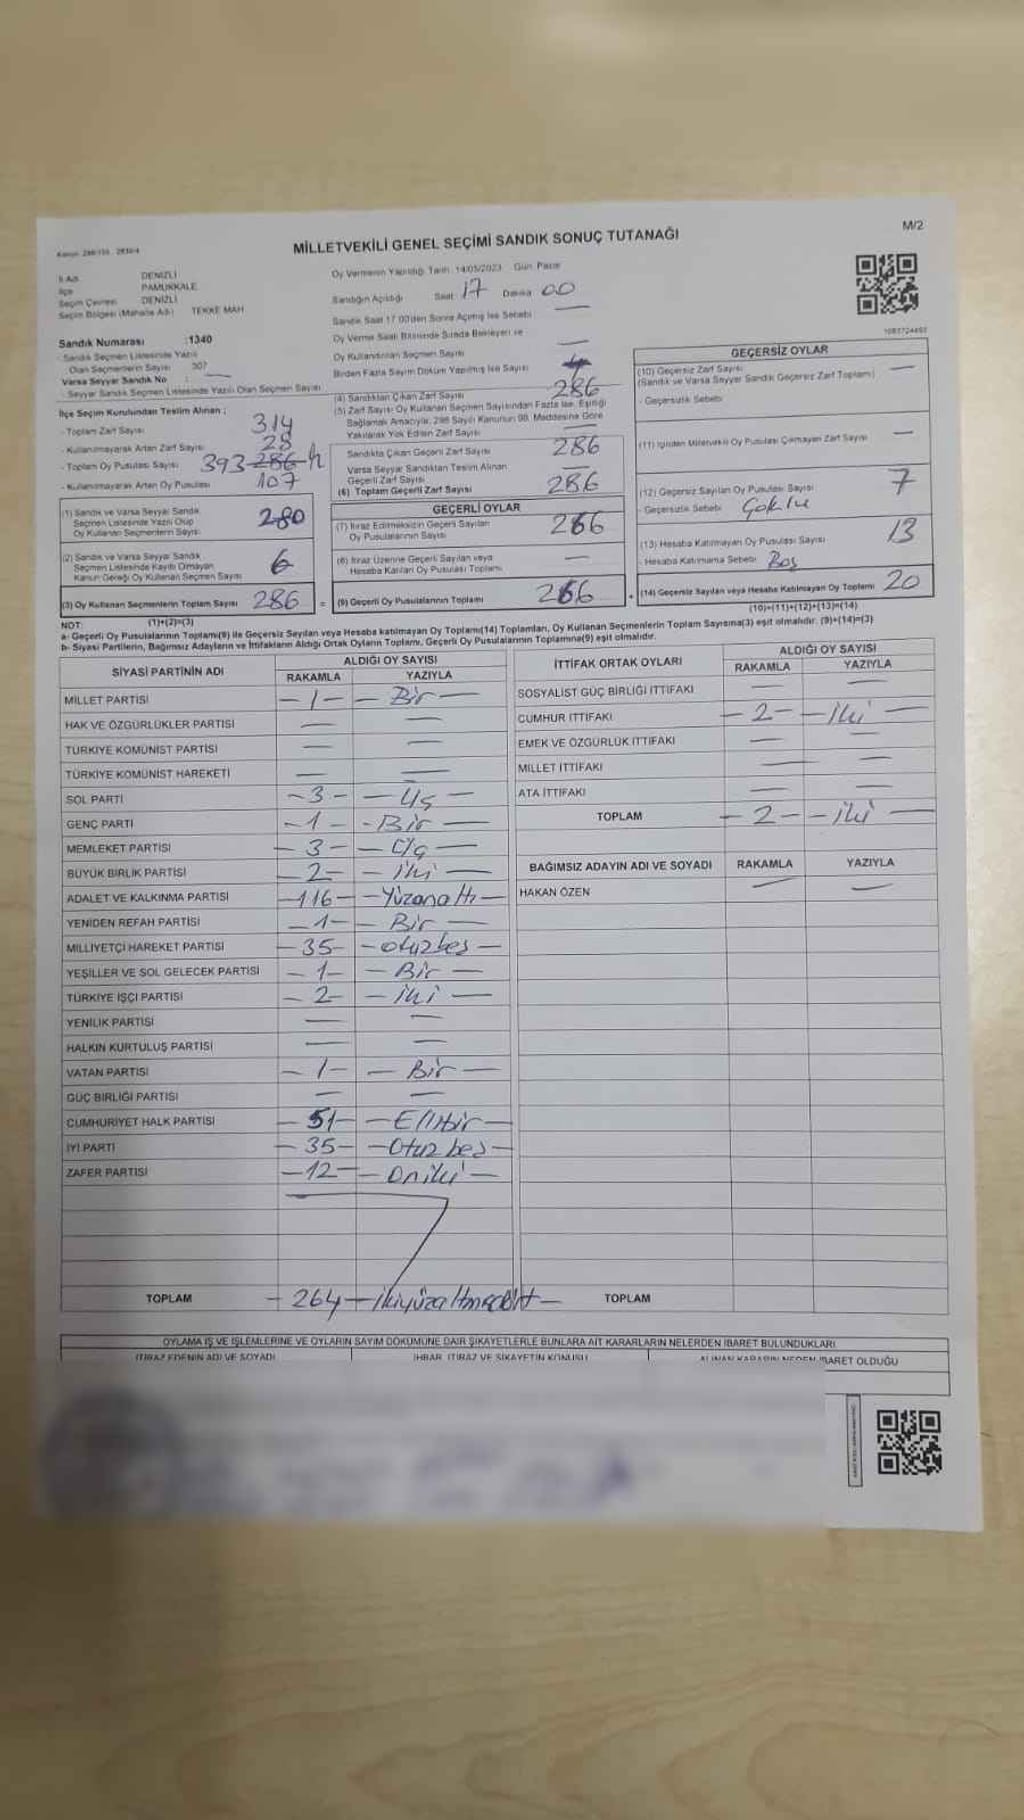 MİLLETVEKİLİ GENEL SEÇİMİ SANDIK SONUÇ TUTANAĞI
M/2
İl Adı DENİZLİ
İlçe PAMUKKALE
Seçim Çevresi DENİZLİ
Seçim Bölgesi (Mahalle Adı) TEKKE MAH
Sandık Numarası :1340
- Sandık Seçmen Listesinde Yazılı
Olan Seçmenlerin Sayısı 307
Varsa Seyyar Sandık No :
- Seyyar Sandık Seçmen Listesinde Yazılı Olan Seçmen Sayısı
İlçe Seçim Kurulundan Teslim Alınan :
- Toplam Zarf Sayısı 314
- Kullanılmayarak Artan Zarf Sayısı 28
- Toplam Oy Pusulası Sayısı 393 286
- Kullanılmayarak Artan Oy Pusulası 107
(1) Sandık ve Varsa Seyyar Sandık
Seçmen Listesinde Yazılı Olup
Oy Kullanan Seçmenlerin Sayısı 280
(2) Sandık ve Varsa Seyyar Sandık
Seçmen Listesinde Kaydı Olmayan
Kanun Gereği Oy Kullanan Seçmen Sayısı 6
(3) Oy Kullanan Seçmenlerin Toplam Sayısı 286 =
(1)+(2)=(3)
Oy Vermenin Yapıldığı Tarih: 14/05/2023 Gün: Pazar
Sandığın Açıldığı Saat: 17 Dakika 00
Sandık Saat 17.00'den Sonra Açılmış İse Sebebi —
Oy Verme Saati Bitiminde Sırada Bekleyen ve
Oy Kullandırılan Seçmen Sayısı —
Birden Fazla Sayım Döküm Yapılmış İse Sayısı
(4) Sandıktan Çıkan Zarf Sayısı 286
(5) Zarf Sayısı Oy Kullanan Seçmen Sayısından Fazla İse, Eşitliği
Sağlamak Amacıyla, 298 Sayılı Kanunun 98. Maddesine Göre
Yakılarak Yok Edilen Zarf Sayısı —
Sandıkta Çıkan Geçerli Zarf Sayısı 286
Varsa Seyyar Sandıktan Teslim Alınan
Geçerli Zarf Sayısı —
(6) Toplam Geçerli Zarf Sayısı 286
GEÇERLİ OYLAR
(7) İtiraz Edilmeksizin Geçerli Sayılan
Oy Pusulalarının Sayısı 266
(8) İtiraz Üzerine Geçerli Sayılan veya
Hesaba Katılan Oy Pusulası Toplamı —
(9) Geçerli Oy Pusulalarının Toplamı 266 +
GEÇERSİZ OYLAR
(10) Geçersiz Zarf Sayısı —
(Sandık ve Varsa Seyyar Sandık Geçersiz Zarf Toplamı)
- Geçersizlik Sebebi
(11) İçinden Milletvekili Oy Pusulası Çıkmayan Zarf Sayısı —
(12) Geçersiz Sayılan Oy Pusulası Sayısı 7
- Geçersizlik Sebebi Çoklu
(13) Hesaba Katılmayan Oy Pusulası Sayısı 13
- Hesaba Katılmama Sebebi Boş
(14) Geçersiz Sayılan veya Hesaba Katılmayan Oy Toplamı 20
(10)+(11)+(12)+(13)=(14)
NOT:
a- Geçerli Oy Pusulalarının Toplamı(9) ile Geçersiz Sayılan veya Hesaba katılmayan Oy Toplamı(14) Toplamları, Oy Kullanan Seçmenlerin Toplam Sayısına(3) eşit olmalıdır. (9)+(14)=(3)
b- Siyasi Partilerin, Bağımsız Adayların ve İttifakların Aldığı Ortak Oyların Toplamı, Geçerli Oy Pusulalarının Toplamına(9) eşit olmalıdır.
SİYASİ PARTİNİN ADI ALDIĞI OY SAYISI
RAKAMLA YAZIYLA
MİLLET PARTİSİ -1- - Bir -
HAK VE ÖZGÜRLÜKLER PARTİSİ — —
TÜRKİYE KOMÜNİST PARTİSİ — —
TÜRKİYE KOMÜNİST HAREKETİ — —
SOL PARTİ -3- - Üç -
GENÇ PARTİ -1- - Bir -
MEMLEKET PARTİSİ -3- - Üç -
BÜYÜK BİRLİK PARTİSİ -2- - iki -
ADALET VE KALKINMA PARTİSİ -116- - Yüzonaltı -
YENİDEN REFAH PARTİSİ -1- - Bir -
MİLLİYETÇİ HAREKET PARTİSİ -35- - otuzbeş -
YEŞİLLER VE SOL GELECEK PARTİSİ -1- - Bir -
TÜRKİYE İŞÇİ PARTİSİ -2- - iki -
YENİLİK PARTİSİ — —
HALKIN KURTULUŞ PARTİSİ — —
VATAN PARTİSİ -1- - Bir -
GÜÇ BİRLİĞİ PARTİSİ — —
CUMHURİYET HALK PARTİSİ -51- - Ellibir -
İYİ PARTİ -35- - Otuzbeş -
ZAFER PARTİSİ -12- - Oniki -
TOPLAM -264- ikiyüzaltmışdört -
İTTİFAK ORTAK OYLARI ALDIĞI OY SAYISI
RAKAMLA YAZIYLA
SOSYALİST GÜÇ BİRLİĞİ İTTİFAKI — —
CUMHUR İTTİFAKI -2- - iki -
EMEK VE ÖZGÜRLÜK İTTİFAKI — —
MİLLET İTTİFAKI — —
ATA İTTİFAKI — —
TOPLAM -2- - iki -
BAĞIMSIZ ADAYIN ADI VE SOYADI RAKAMLA YAZIYLA
HAKAN ÖZEN — —
TOPLAM
OYLAMA İŞ VE İŞLEMLERİNE VE OYLARIN SAYIM DÖKÜMÜNE DAİR ŞİKAYETLERLE BUNLARA AİT KARARLARIN NELERDEN İBARET BULUNDUKLARI
İTİRAZ EDENİN ADI VE SOYADI İHBAR, İTİRAZ VE ŞİKAYETİN KONUSU ALINAN KARARIN NEDEN İBARET OLDUĞU